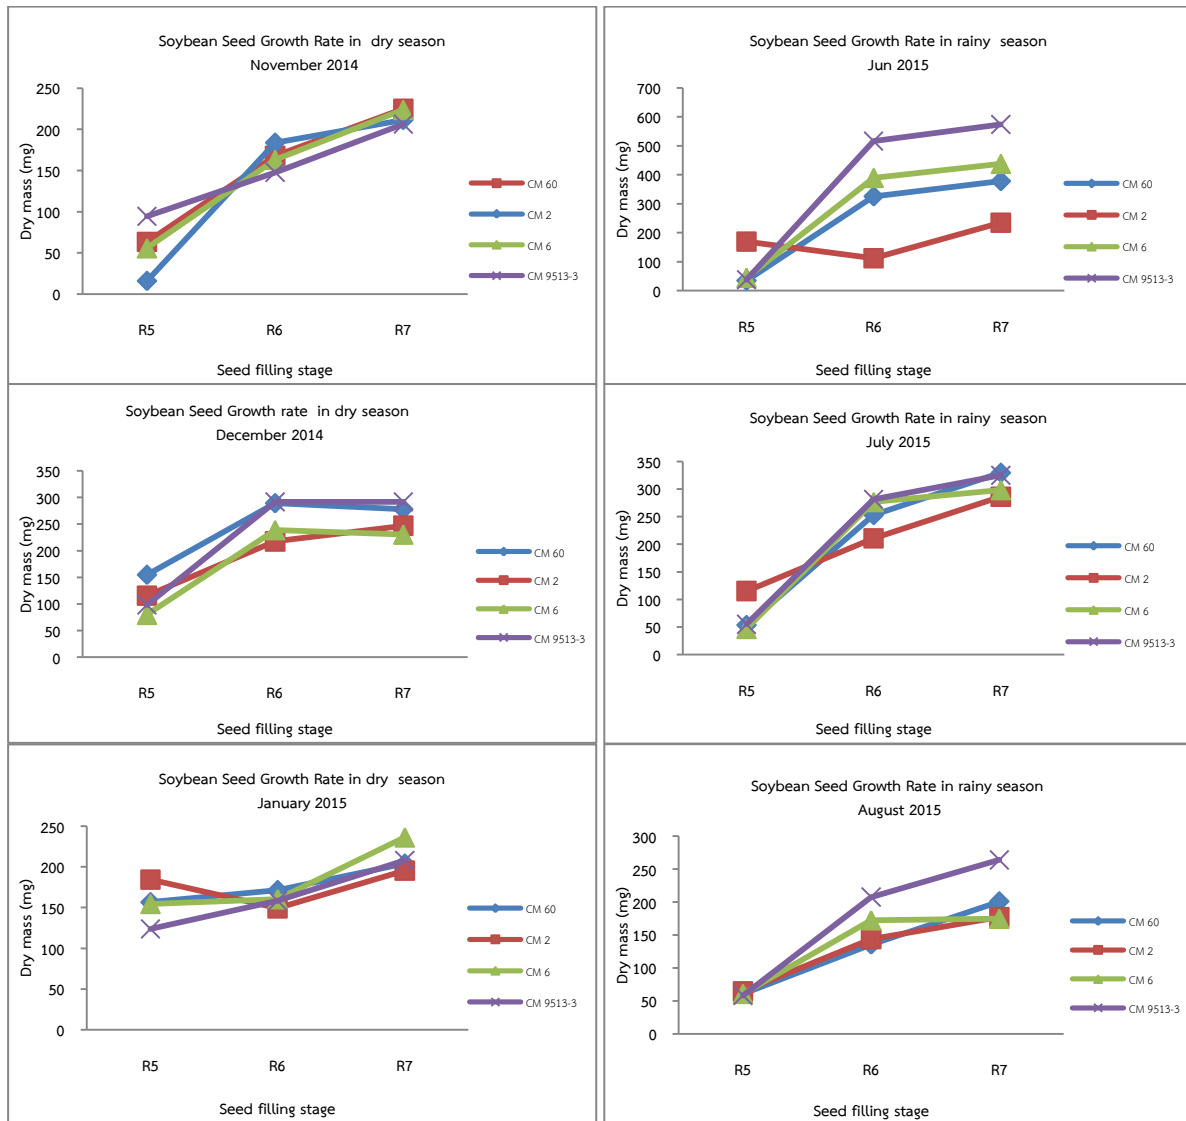 Soybean Seed Growth Rate in dry season
November 2014
250
200
150
100
50
0
Dry mass (mg)
R5
R6
R7
Seed filling stage
CM 60
CM 2
CM 6
CM 9513-3
Soybean Seed Growth Rate in rainy season
Jun 2015
700
600
500
400
300
200
100
0
Dry mass (mg)
R5
R6
R7
Seed filling stage
CM 60
CM 2
CM 6
CM 9513-3
Soybean Seed Growth rate in dry season
December 2014
350
300
250
200
150
100
50
0
Dry mass (mg)
R5
R6
R7
Seed filling stage
CM 60
CM 2
CM 6
CM 9513-3
Soybean Seed Growth Rate in rainy season
July 2015
350
300
250
200
150
100
50
0
Dry mass (mg)
R5
R6
R7
Seed filling stage
CM 60
CM 2
CM 6
CM 9513-3
Soybean Seed Growth Rate in dry season
January 2015
250
200
150
100
50
0
Dry mass (mg)
R5
R6
R7
Seed filling stage
CM 60
CM 2
CM 6
CM 9513-3
Soybean Seed Growth Rate in rainy season
August 2015
300
250
200
150
100
50
0
Dry mass (mg)
R5
R6
R7
Seed filling stage
CM 60
CM 2
CM 6
CM 9513-3